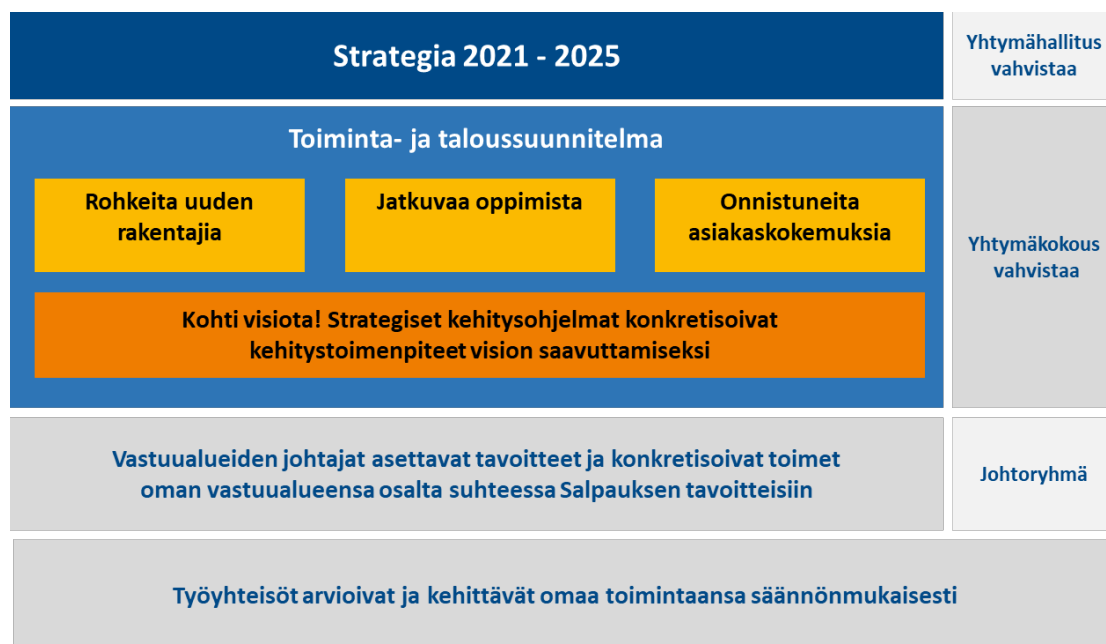 Strategia 2021 - 2025
Yhtymähallitus
vahvistaa
Toiminta- ja taloussuunnitelma
Rohkeita uuden
rakentajia
Jatkuvaa oppimista
Onnistuneita
asiakaskokemuksia
Kohti visiota! Strategiset kehitysohjelmat konkretisoivat
kehitystoimenpiteet vision saavuttamiseksi
Yhtymäkokous
vahvistaa
Vastuualueiden johtajat asettavat tavoitteet ja konkretisoivat toimet
oman vastuualueensa osalta suhteessa Salpauksen tavoitteisiin
Johtoryhmä
Työyhteisöt arvioivat ja kehittävät omaa toimintaansa säännönmukaisesti